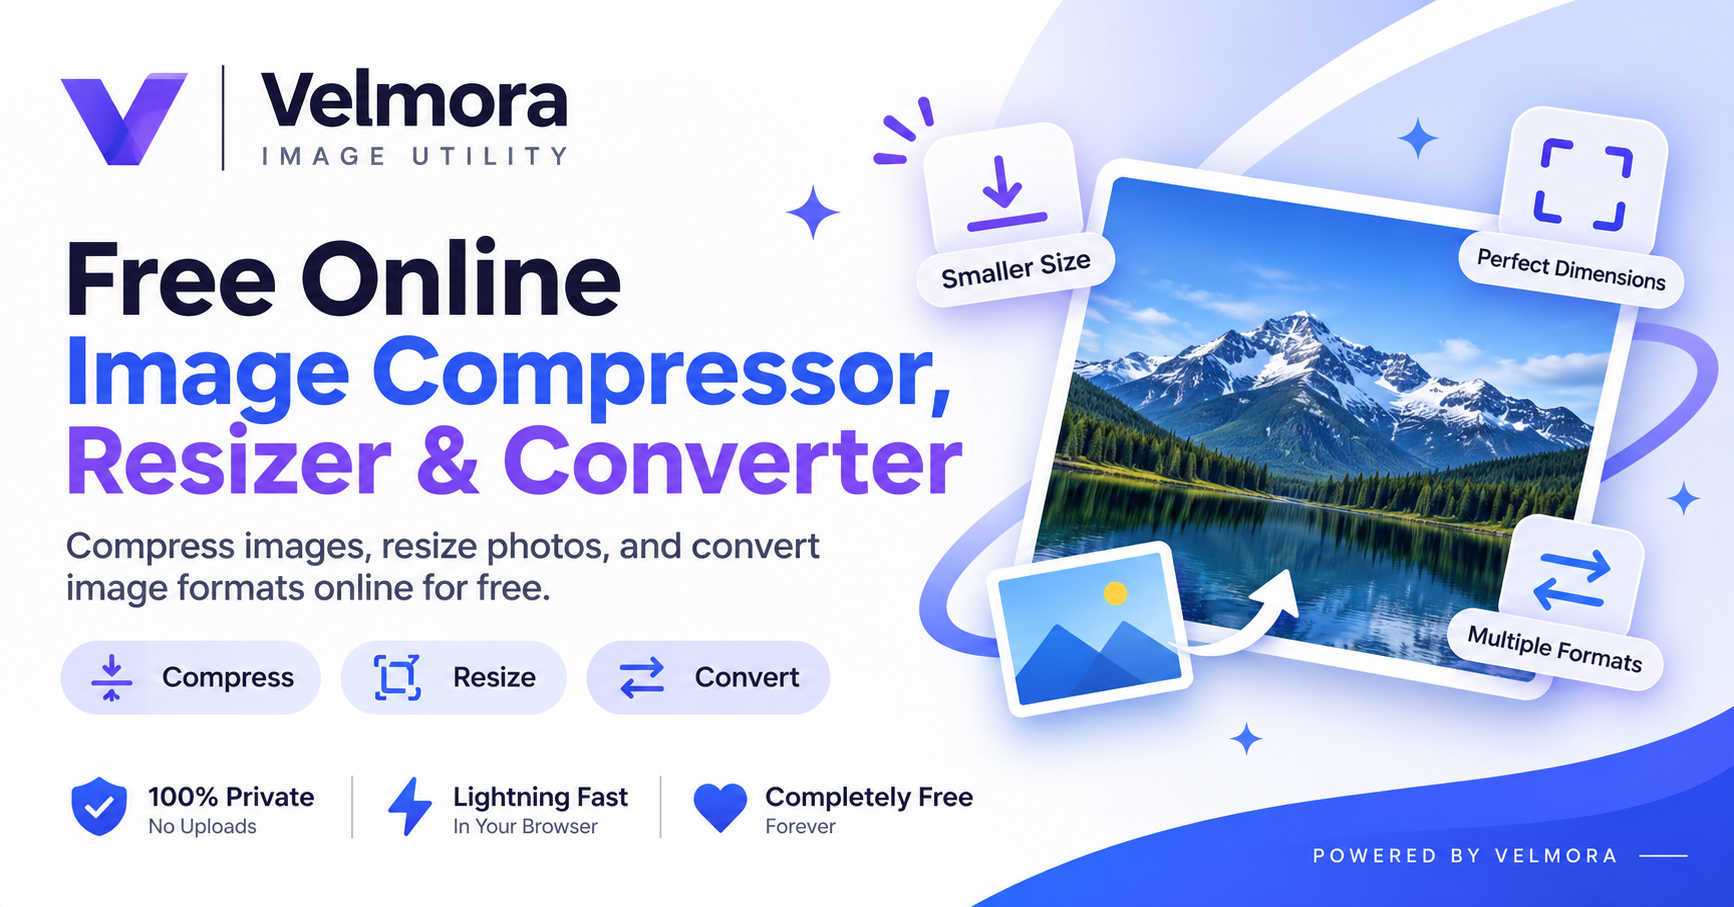 Velmora
IMAGE UTILITY
Free Online
Image Compressor,
Resizer & Converter
Compress images, resize photos, and convert
image formats online for free.
Compress
Resize
Convert
100% Private
No Uploads
Lightning Fast
In Your Browser
Completely Free
Forever
Smaller Size
Perfect Dimensions
Multiple Formats
POWERED BY VELMORA